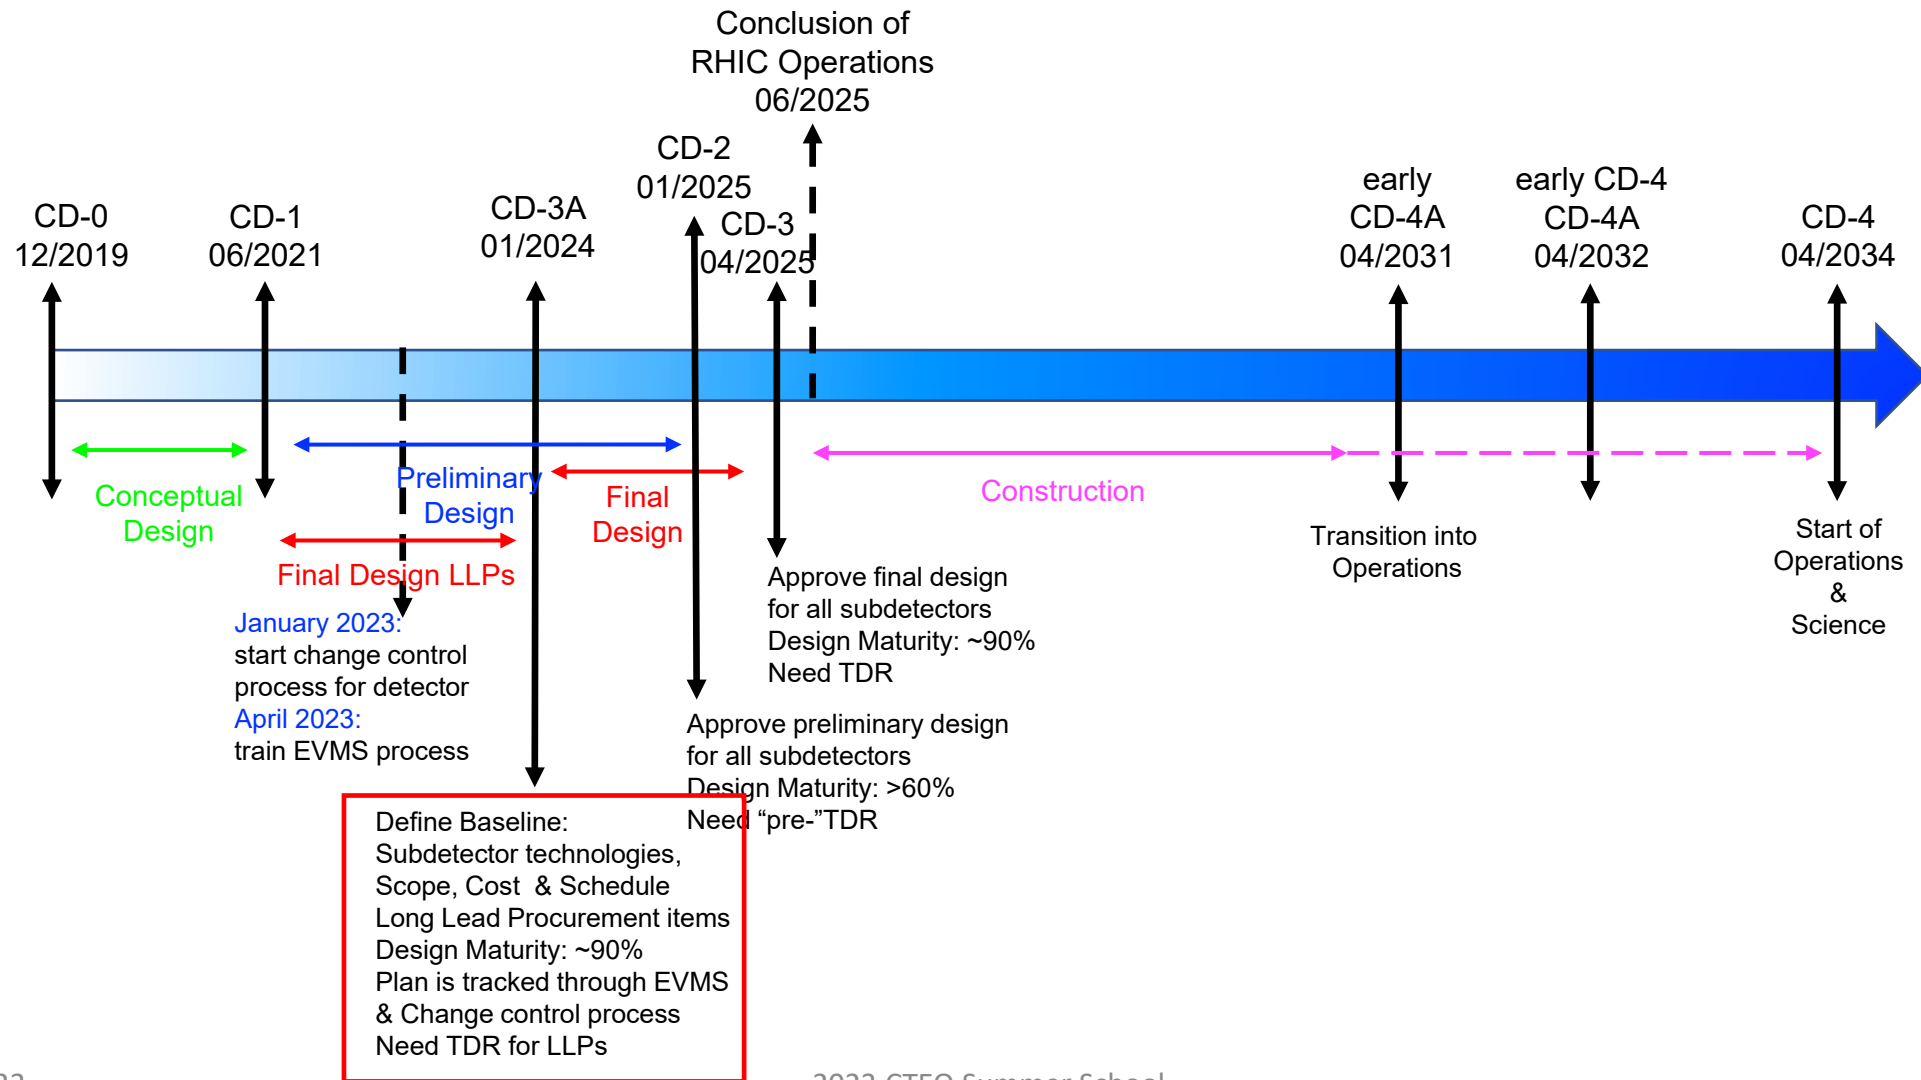 Conclusion of
RHIC Operations
06/2025
CD-2
01/2025
CD-0
12/2019
CD-1
06/2021
CD-3A
01/2024
CD-3
04/2025
early
CD-4A
04/2031
early CD-4
CD-4A
04/2032
CD-4
04/2034
Conceptual
Design
Preliminary
Design
Final
Design
Construction
Final Design LLPs
Transition into
Operations
Start of
Operations
&
Science
January 2023:
start change control
process for detector
April 2023:
train EVMS process
Approve final design
for all subdetectors
Design Maturity: ~90%
Need TDR
Approve preliminary design
for all subdetectors
Design Maturity: >60%
Need “pre-”TDR
Define Baseline:
Subdetector technologies,
Scope, Cost & Schedule
Long Lead Procurement items
Design Maturity: ~90%
Plan is tracked through EVMS
& Change control process
Need TDR for LLPs
Summer School